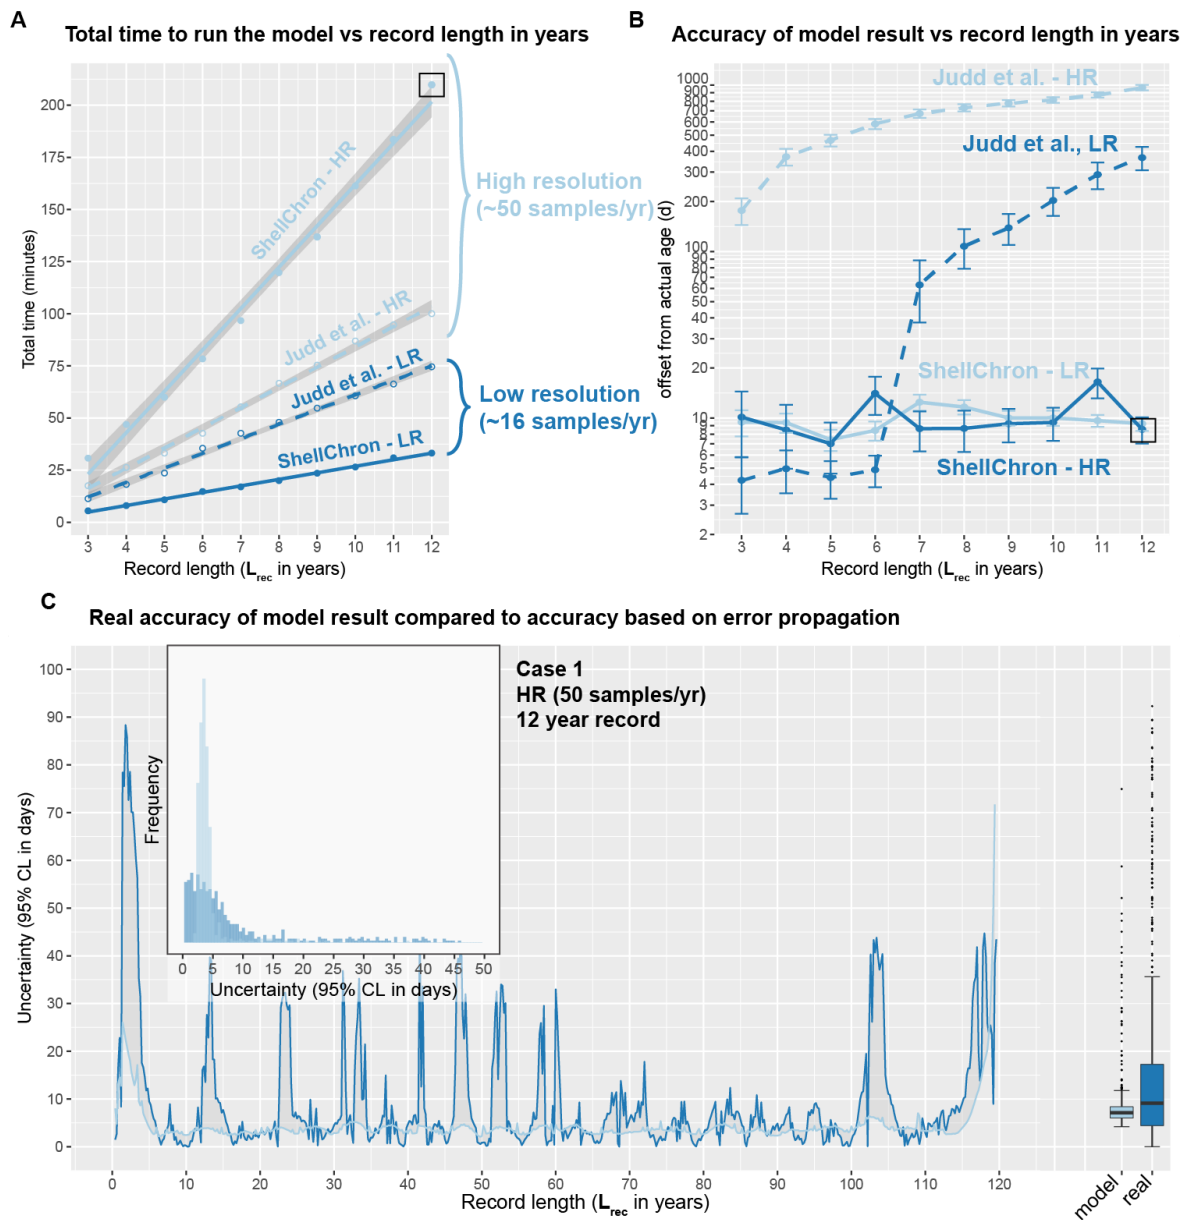 A
Total time to run the model vs record length in years
Total time (minutes)
200
175
150
125
100
75
50
25
0
3 4 5 6 7 8 9 10 11 12
Record length (Lrec in years)
ShellChron - HR
Judd et al. - HR
Judd et al. - LR
ShellChron - LR
High resolution
(~50 samples/yr)
Low resolution
(~16 samples/yr)
B
Accuracy of model result vs record length in years
offset from actual age (d)
1000
900
800
700
600
500
400
300
200
100
90
80
70
60
50
40
30
20
10
9
8
7
6
5
4
3
2
3 4 5 6 7 8 9 10 11 12
Record length (Lrec in years)
Judd et al. - HR
Judd et al., LR
ShellChron - LR
ShellChron - HR
C
Real accuracy of model result compared to accuracy based on error propagation
Uncertainty (95% CL in days)
100
90
80
70
60
50
40
30
20
10
0
Case 1
HR (50 samples/yr)
12 year record
Frequency
0 5 10 15 20 25 30 35 40 45 50
Uncertainty (95% CL in days)
0 10 20 30 40 50 60 70 80 90 100 110 120
Record length (Lrec in years)
model
real